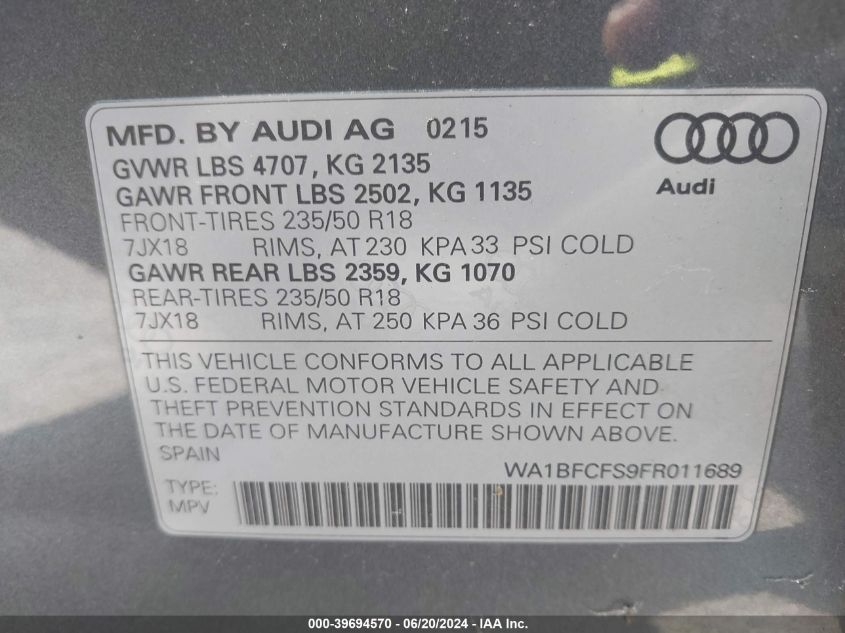 MFD. BY AUDI AG 0215
GVWR LBS 4707, KG 2135
GAWR FRONT LBS 2502, KG 1135
FRONT-TIRES 235/50 R18
7JX18 RIMS, AT 230 KPA 33 PSI COLD
GAWR REAR LBS 2359, KG 1070
REAR-TIRES 235/50 R18
7JX18 RIMS, AT 250 KPA 36 PSI COLD
Audi
THIS VEHICLE CONFORMS TO ALL APPLICABLE
U.S. FEDERAL MOTOR VEHICLE SAFETY AND
THEFT PREVENTION STANDARDS IN EFFECT ON
THE DATE OF MANUFACTURE SHOWN ABOVE.
SPAIN
WA1BFCFS9FR011689
TYPE:
MPV
000-39694570 - 06/20/2024 - IAA Inc.